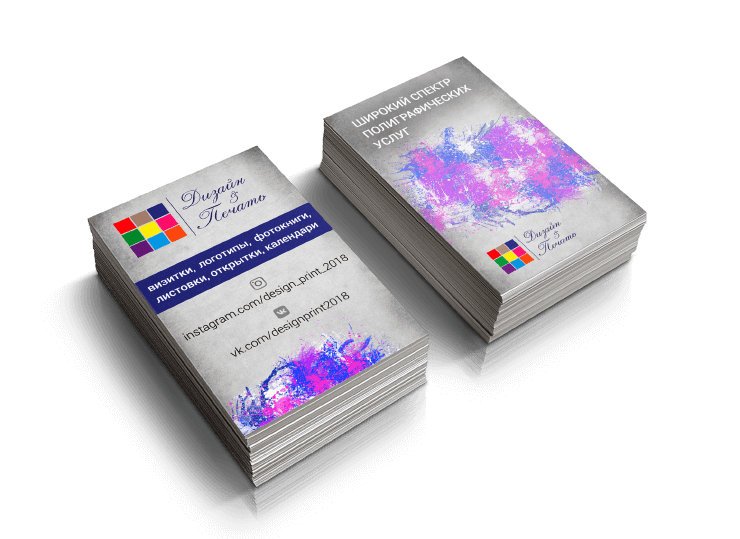 Дизайн
&
Печать
визитки, логотипы, фотокниги,
листовки, открытки, календари
instagram.com/design_print_2018
vk.com/designprint2018
ШИРОКИЙ СПЕКТР
ПОЛИГРАФИЧЕСКИХ
УСЛУГ
Дизайн
&
Печать